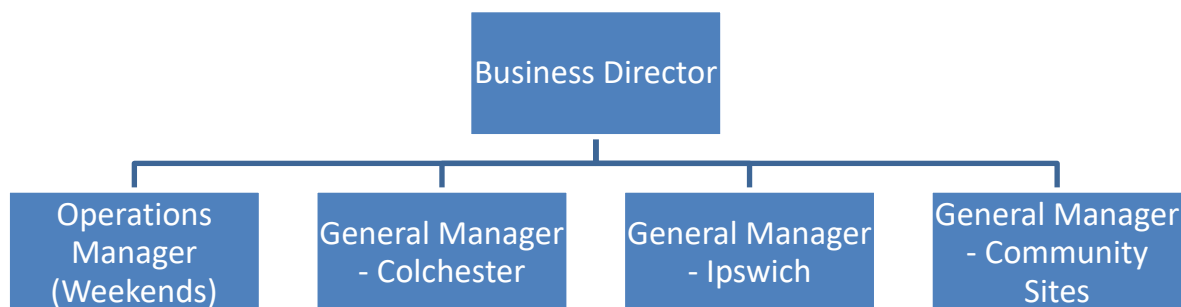 Business Director
Operations
Manager
(Weekends)
General Manager
- Colchester
General Manager
- Ipswich
General Manager
- Community
Sites